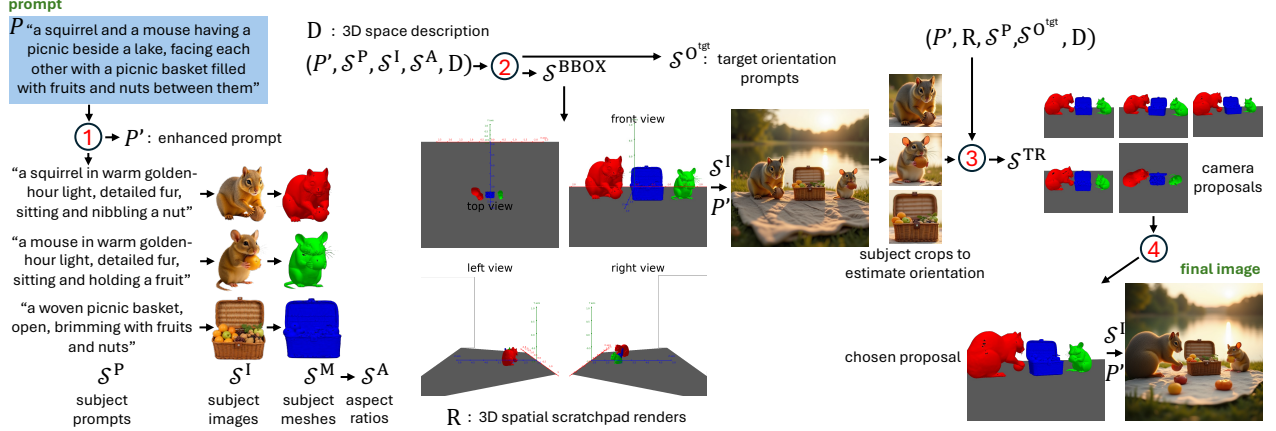 prompt
P "a squirrel and a mouse having a
picnic beside a lake, facing each
other with a picnic basket filled
with fruits and nuts between them"
1
P′ : enhanced prompt
"a squirrel in warm golden-
hour light, detailed fur,
sitting and nibbling a nut"
"a mouse in warm golden-
hour light, detailed fur,
sitting and holding a fruit"
"a woven picnic basket,
open, brimming with fruits
and nuts"
S^P
subject
prompts
S^I
subject
images
S^M
subject
meshes
S^A
aspect
ratios
D : 3D space description
(P′, S^P, S^I, S^A, D)
2
S^BBOX
S^O^tgt : target orientation
prompts
top view
front view
left view
right view
R : 3D spatial scratchpad renders
S^I
P′
subject crops to
estimate orientation
(P′, R, S^P, S^O^tgt, D)
3
S^TR
camera
proposals
4
chosen proposal
S^I
P′
final image